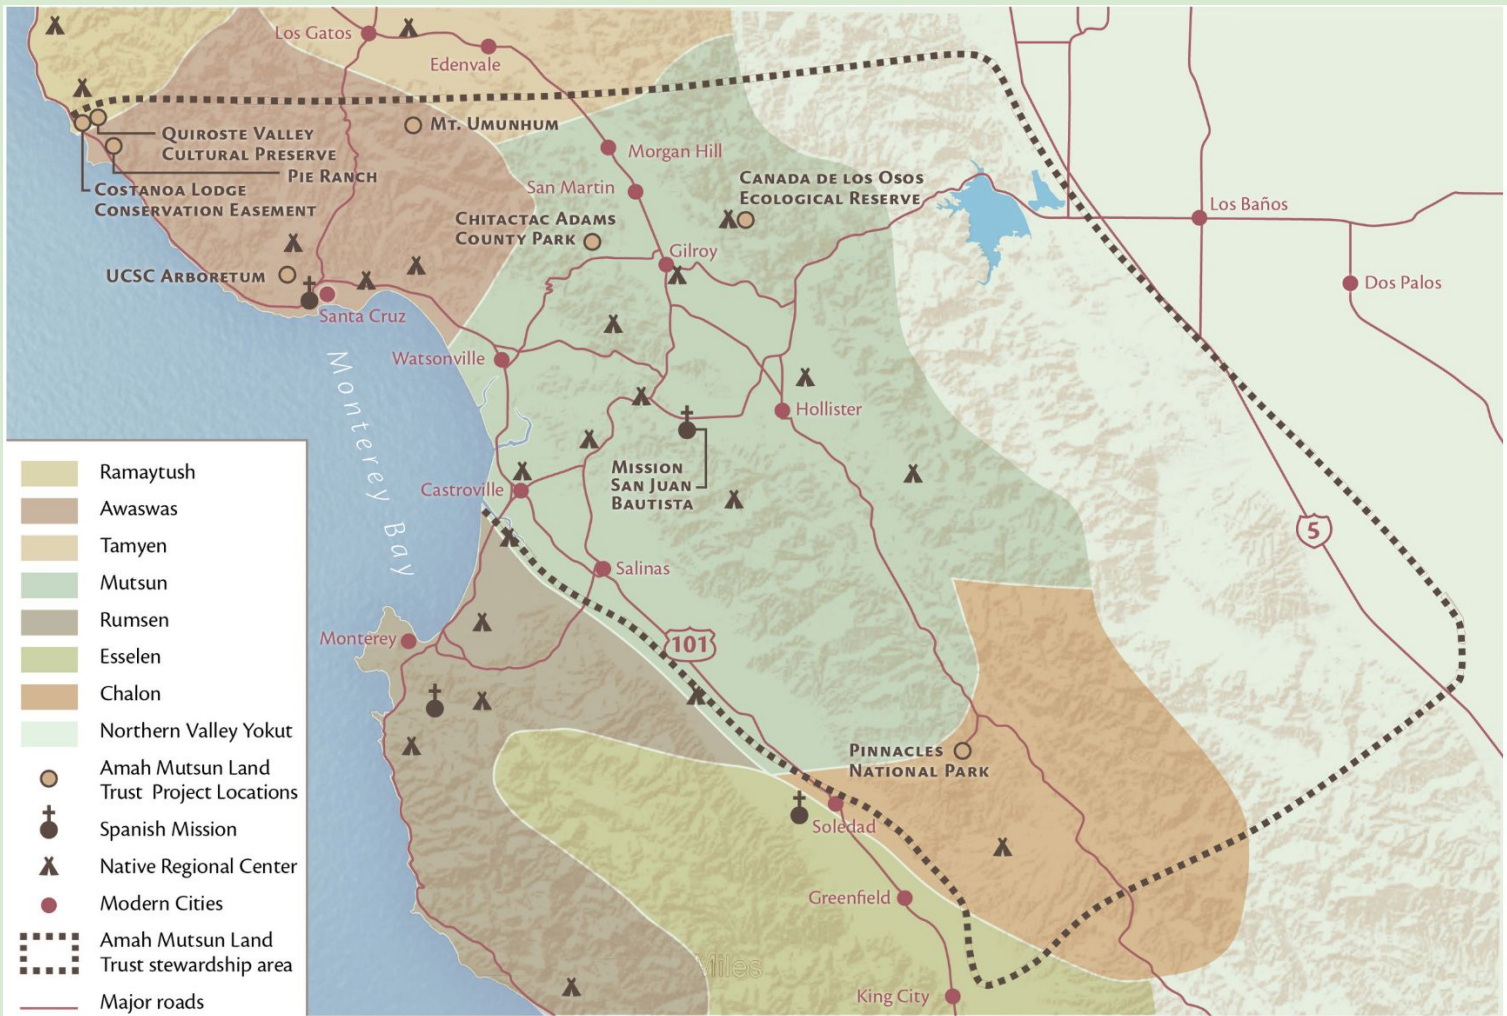 Los Gatos
Edenvale
Mt. Umunhum
Quiroste Valley
Cultural Preserve
Pie Ranch
Costanoa Lodge
Conservation Easement
Morgan Hill
San Martin
Canada de los Osos
Ecological Reserve
Chitactac Adams
County Park
Los Baños
Gilroy
UCSC Arboretum
Dos Palos
Santa Cruz
Watsonville
Monterey Bay
Hollister
Mission
San Juan
Bautista
Castroville
5
Salinas
Monterey
101
Pinnacles
National Park
Soledad
Greenfield
Miles
King City
Ramaytush
Awaswas
Tamyen
Mutsun
Rumsen
Esselen
Chalon
Northern Valley Yokut
Amah Mutsun Land
Trust Project Locations
Spanish Mission
Native Regional Center
Modern Cities
Amah Mutsun Land
Trust stewardship area
Major roads